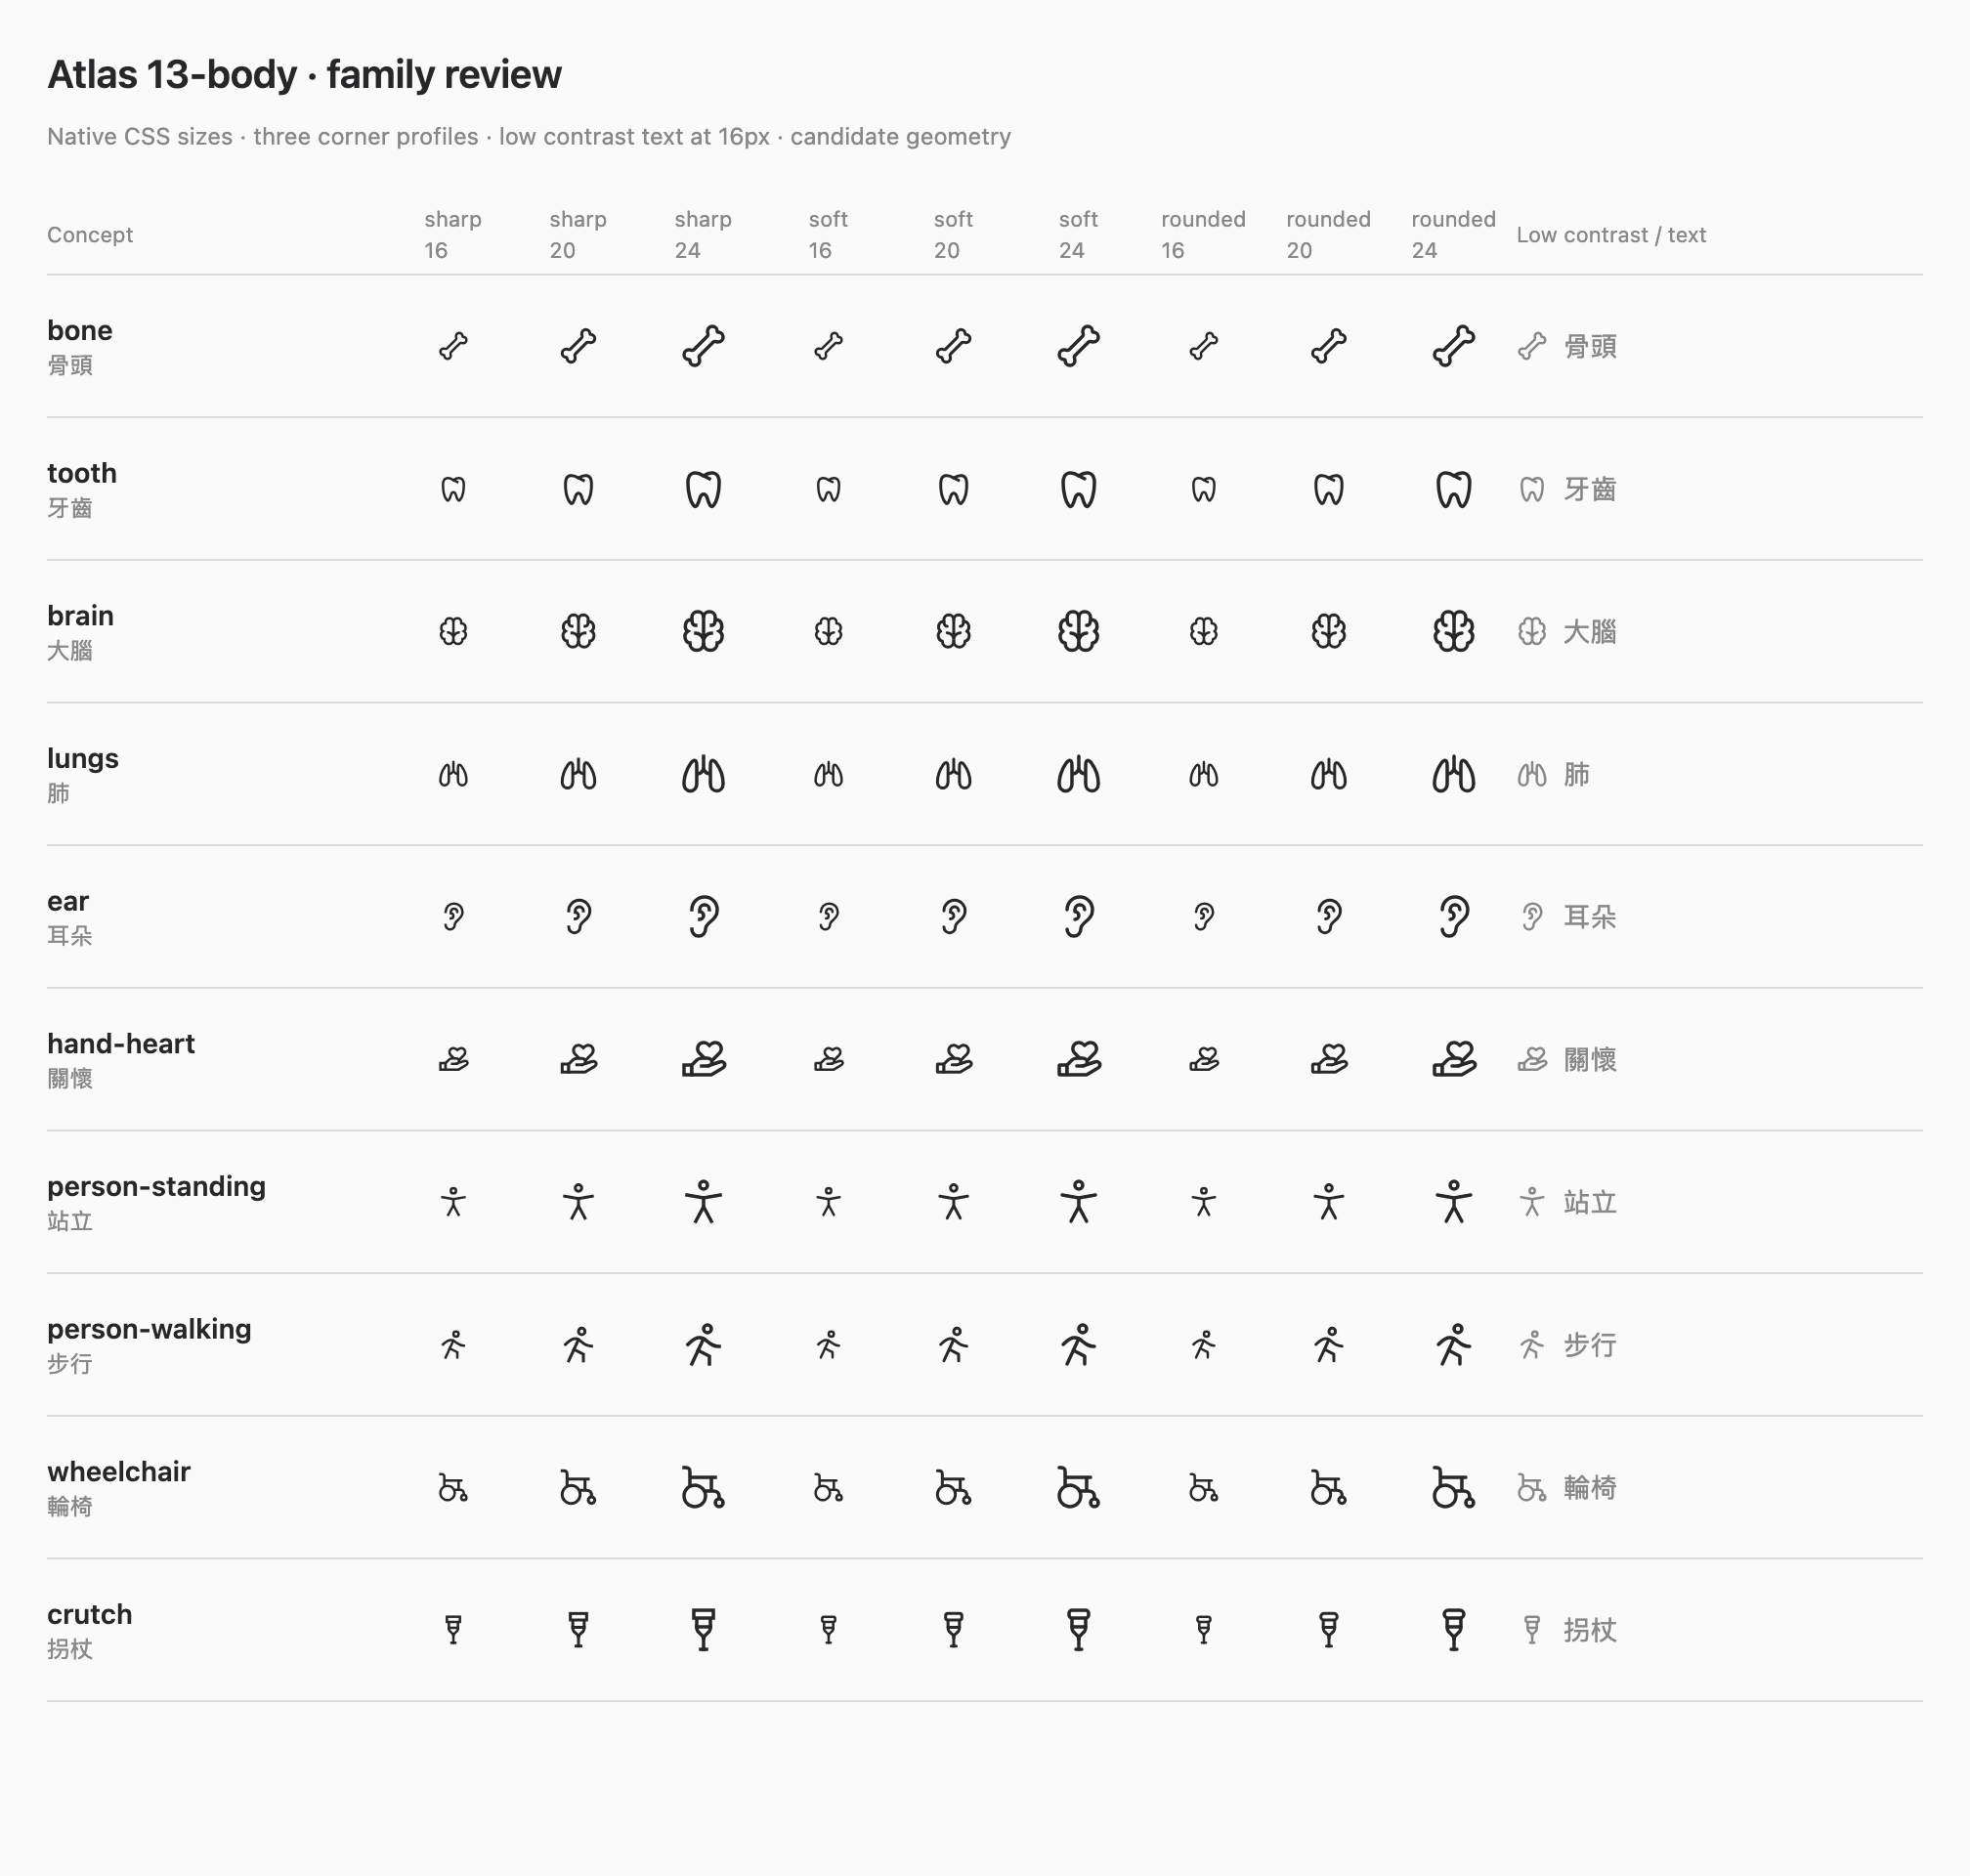 Atlas 13-body · family review
Native CSS sizes · three corner profiles · low contrast text at 16px · candidate geometry
Concept
sharp 16
sharp 20
sharp 24
soft 16
soft 20
soft 24
rounded 16
rounded 20
rounded 24
Low contrast / text
bone
骨頭
骨頭
tooth
牙齒
牙齒
brain
大腦
大腦
lungs
肺
肺
ear
耳朵
耳朵
hand-heart
關懷
關懷
person-standing
站立
站立
person-walking
步行
步行
wheelchair
輪椅
輪椅
crutch
拐杖
拐杖